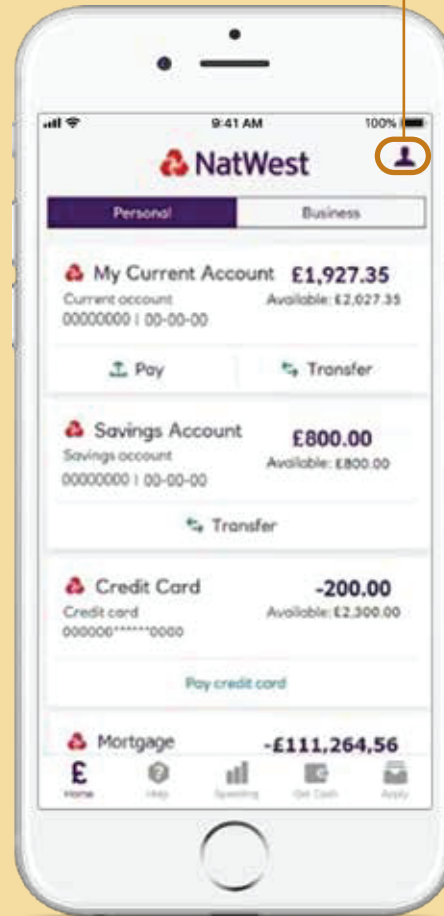 9:41 AM 100%
NatWest
Personal Business
My Current Account £1,927.35
Current account Available: £2,027.35
00000000 | 00-00-00
Pay Transfer
Savings Account £800.00
Savings account Available: £800.00
00000000 | 00-00-00
Transfer
Credit Card -200.00
Credit card Available: £2,300.00
000000******0000
Pay credit card
Mortgage -£111,264,56
£
Home Help Spending Get Cash Apply